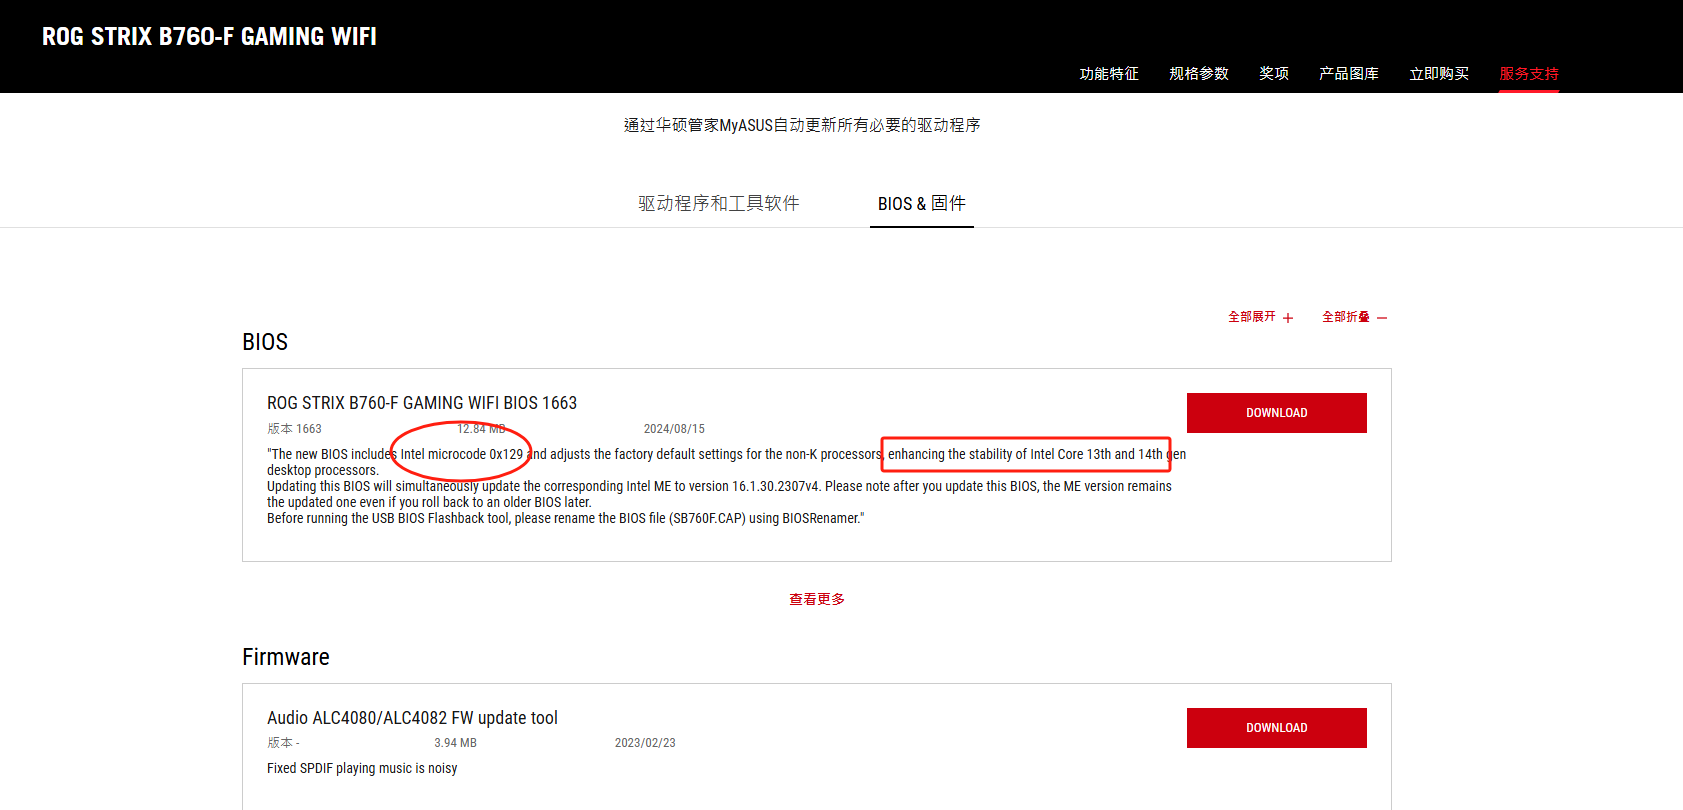 ROG STRIX B760-F GAMING WIFI
功能特征 规格参数 奖项 产品图库 立即购买 服务支持
通过华硕管家MyASUS自动更新所有必要的驱动程序
驱动程序和工具软件 BIOS & 固件
全部展开 + 全部折叠 −
BIOS
ROG STRIX B760-F GAMING WIFI BIOS 1663
DOWNLOAD
版本 1663 12.84 MB 2024/08/15
"The new BIOS includes Intel microcode 0x129 and adjusts the factory default settings for the non-K processors, enhancing the stability of Intel Core 13th and 14th gen
desktop processors.
Updating this BIOS will simultaneously update the corresponding Intel ME to version 16.1.30.2307v4. Please note after you update this BIOS, the ME version remains
the updated one even if you roll back to an older BIOS later.
Before running the USB BIOS Flashback tool, please rename the BIOS file (SB760F.CAP) using BIOSRenamer."
查看更多
Firmware
Audio ALC4080/ALC4082 FW update tool
DOWNLOAD
版本 - 3.94 MB 2023/02/23
Fixed SPDIF playing music is noisy